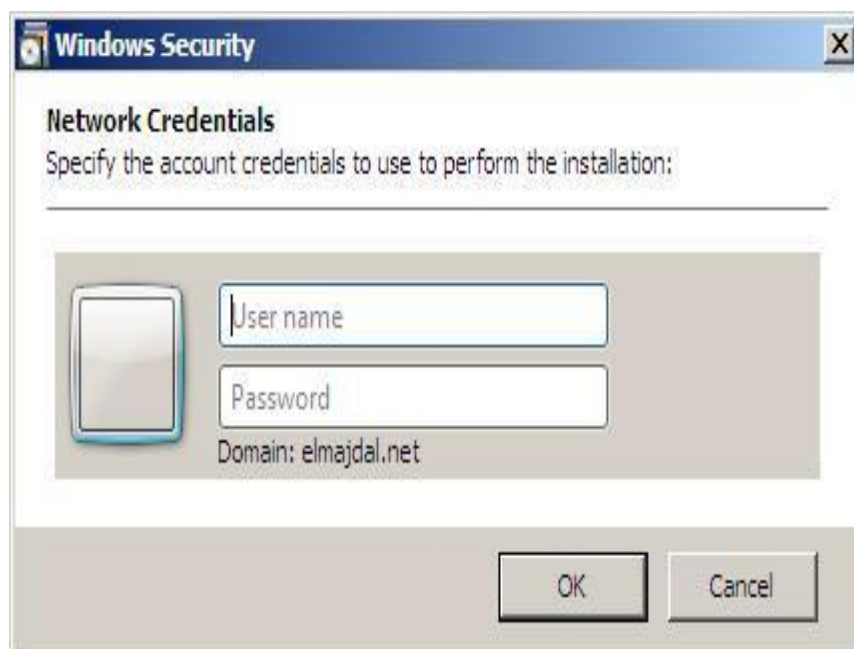 Windows Security
Network Credentials
Specify the account credentials to use to perform the installation:
User name
Password
Domain: elmajdal.net
OK
Cancel